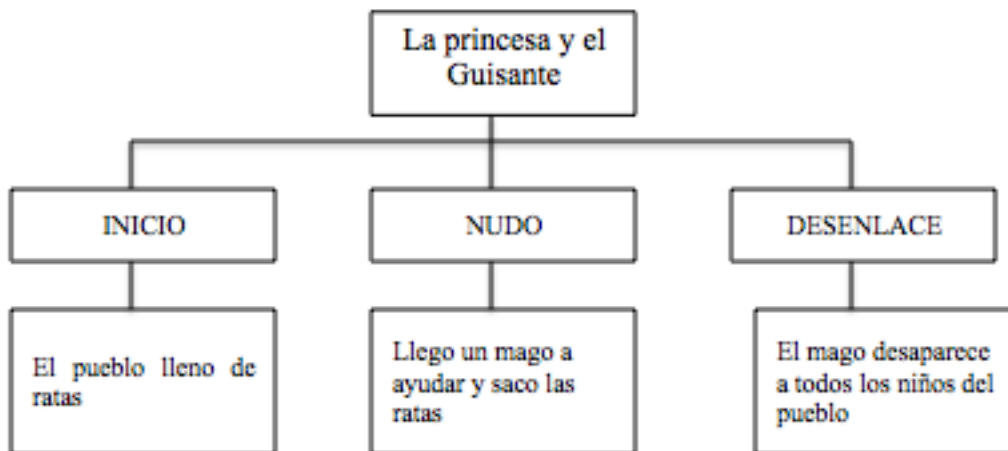 La princesa y el
Guisante
INICIO
NUDO
DESENLACE
El pueblo lleno de
ratas
Llego un mago a
ayudar y saco las
ratas
El mago desaparece
a todos los niños del
pueblo